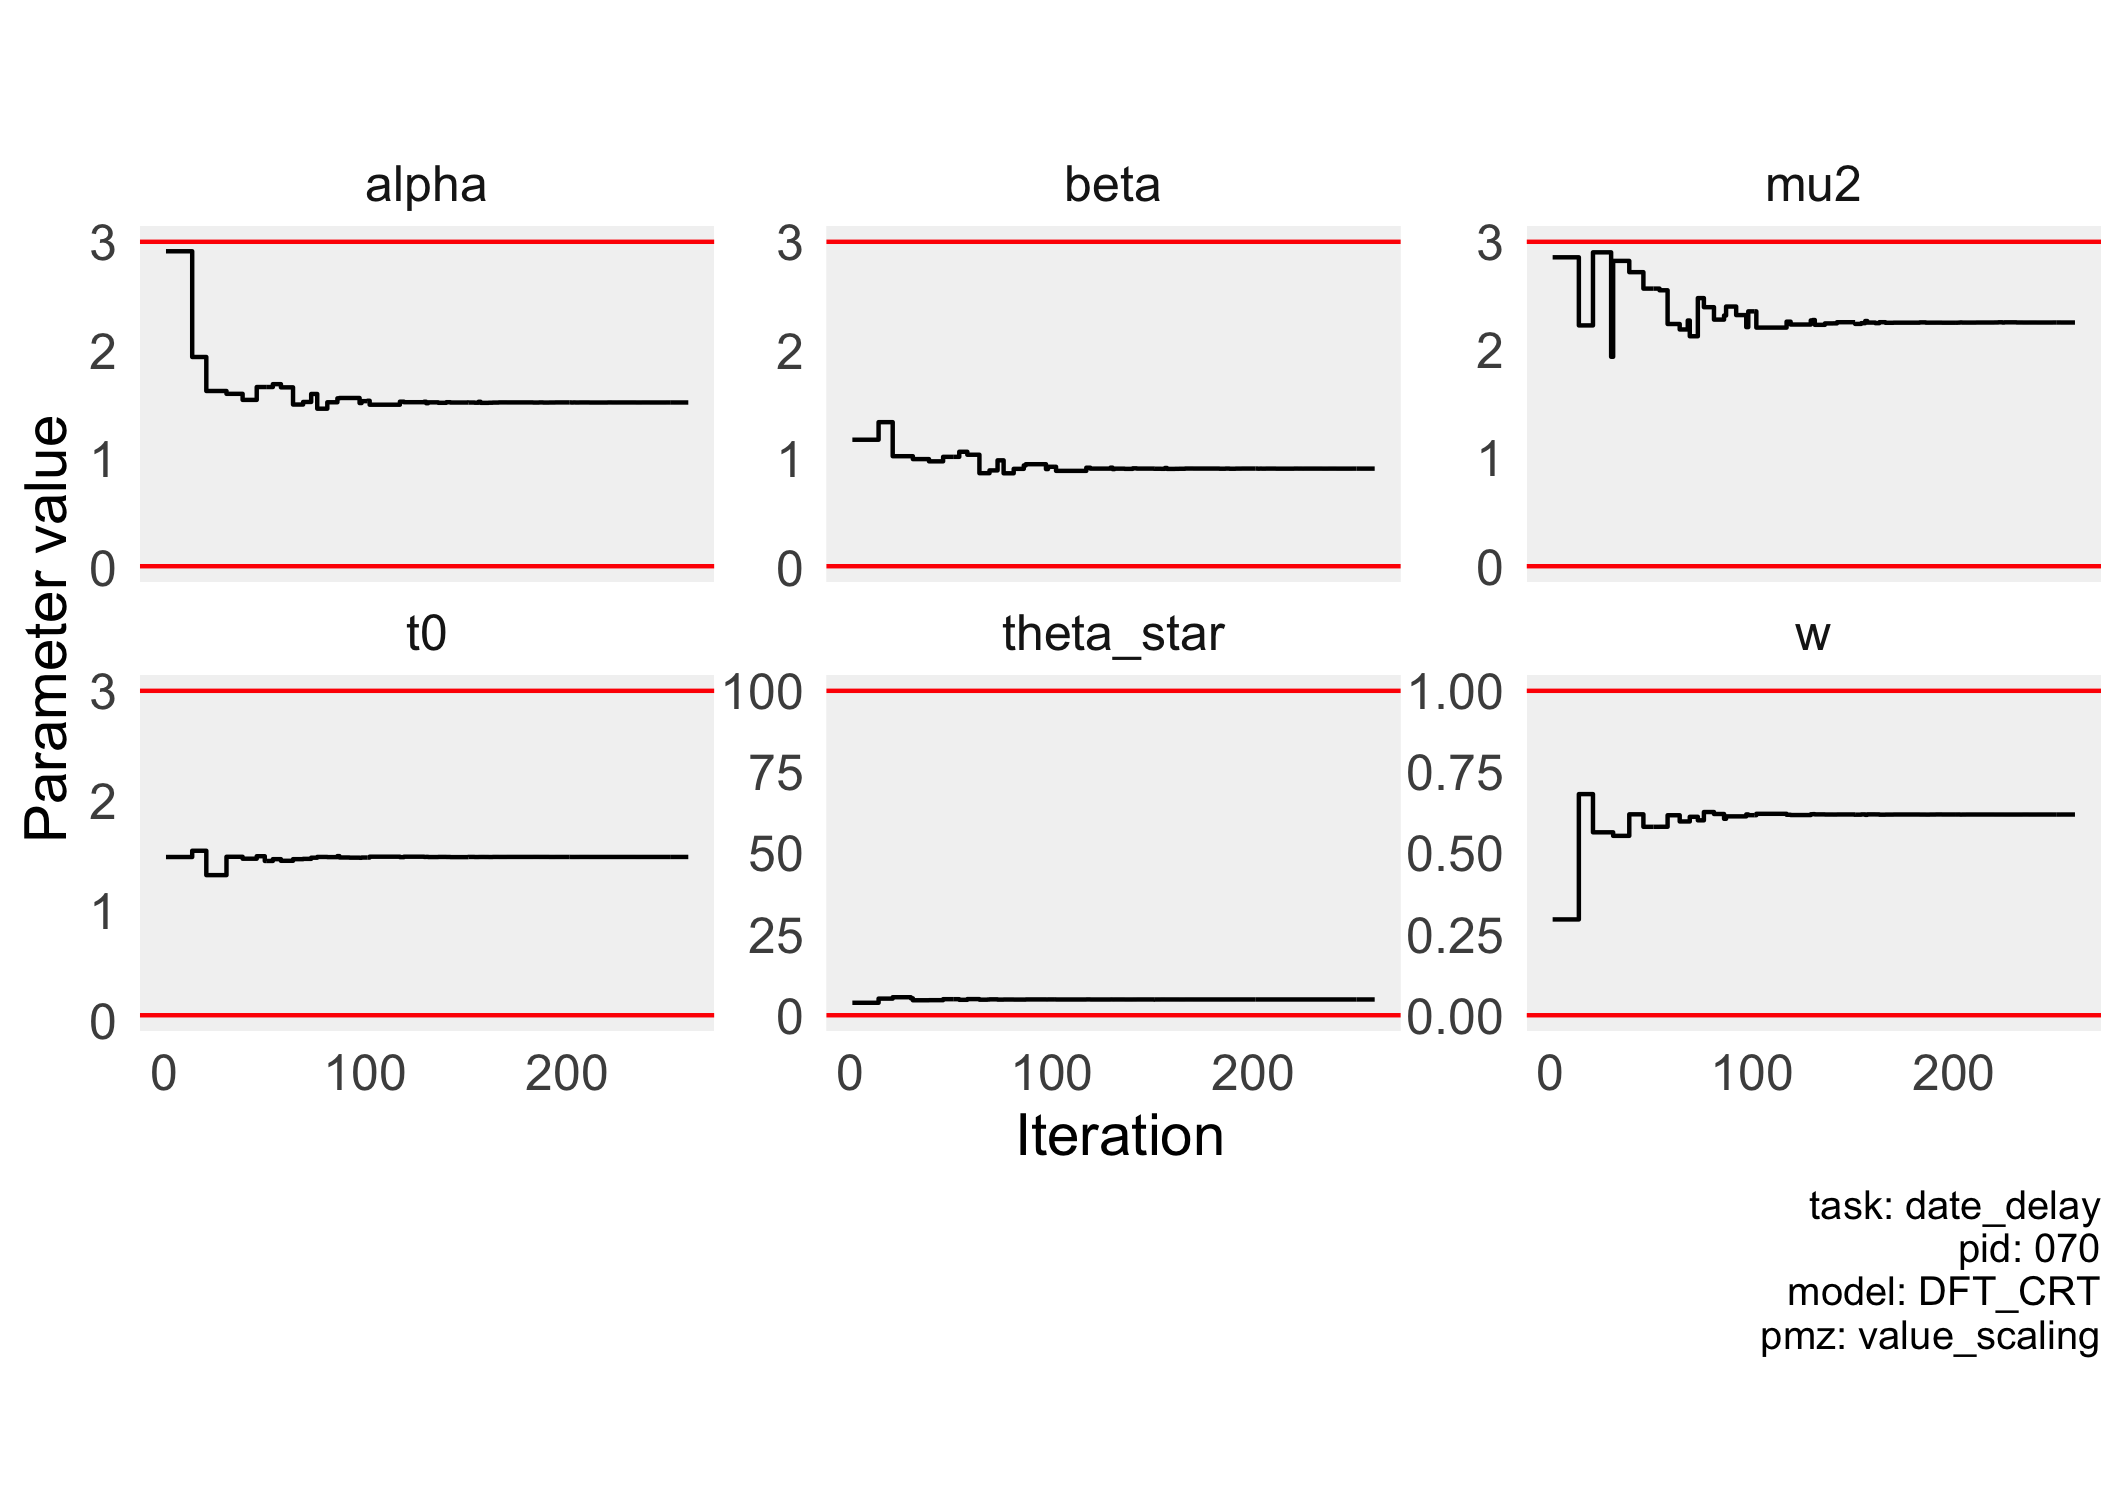 alpha
beta
mu2
3
2
1
0
3
2
1
0
3
2
1
0
Parameter value
t0
theta_star
w
3
2
1
0
100
75
50
25
0
1.00
0.75
0.50
0.25
0.00
0 100 200
0 100 200
0 100 200
Iteration
task: date_delay
pid: 070
model: DFT_CRT
pmz: value_scaling